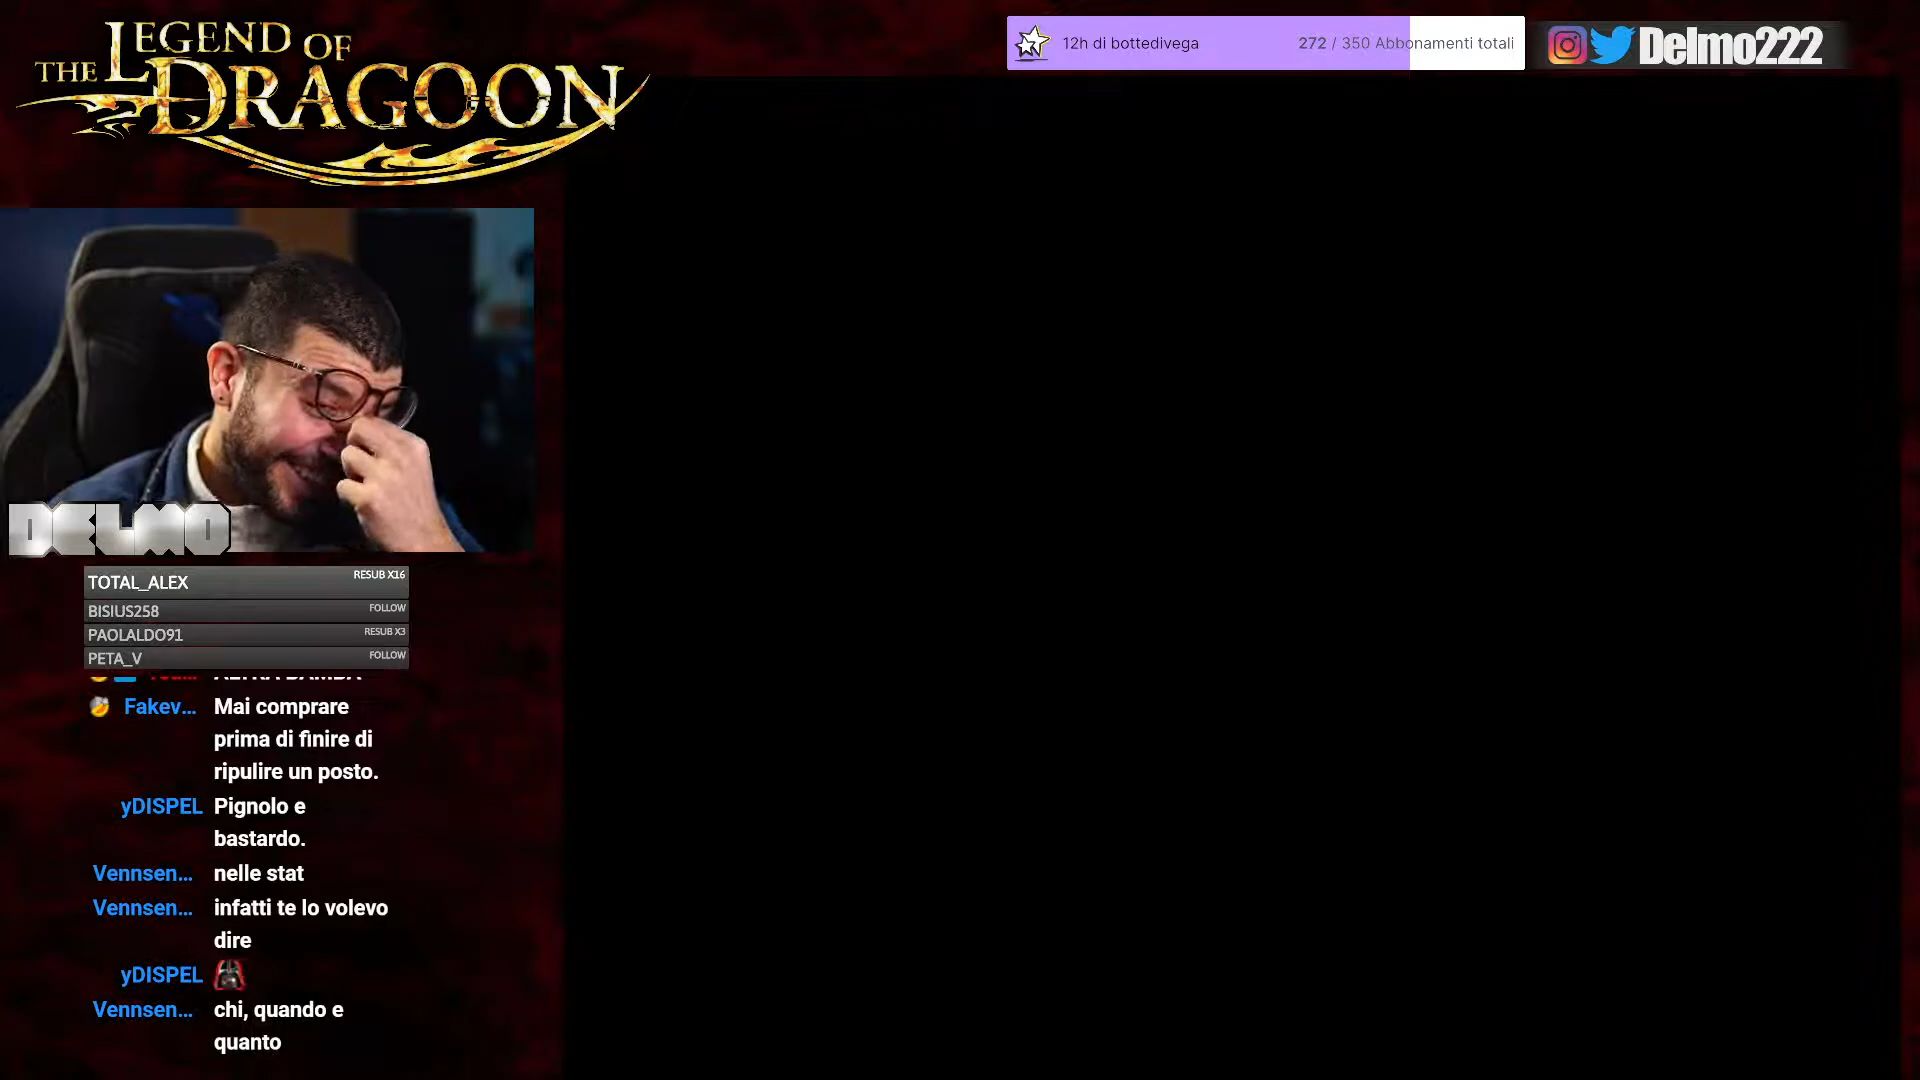 LEGEND OF
THE DRAGOON
12h di bottedivega 272 / 350 Abbonamenti totali
Delmo222
DELMO
TOTAL_ALEX RESUB X16
BISIUS258 FOLLOW
PAOLALDO91 RESUB X3
PETA_V FOLLOW
Fakev... Mai comprare
prima di finire di
ripulire un posto.
yDISPEL Pignolo e
bastardo.
Vennsen... nelle stat
Vennsen... infatti te lo volevo
dire
yDISPEL
Vennsen... chi, quando e
quanto